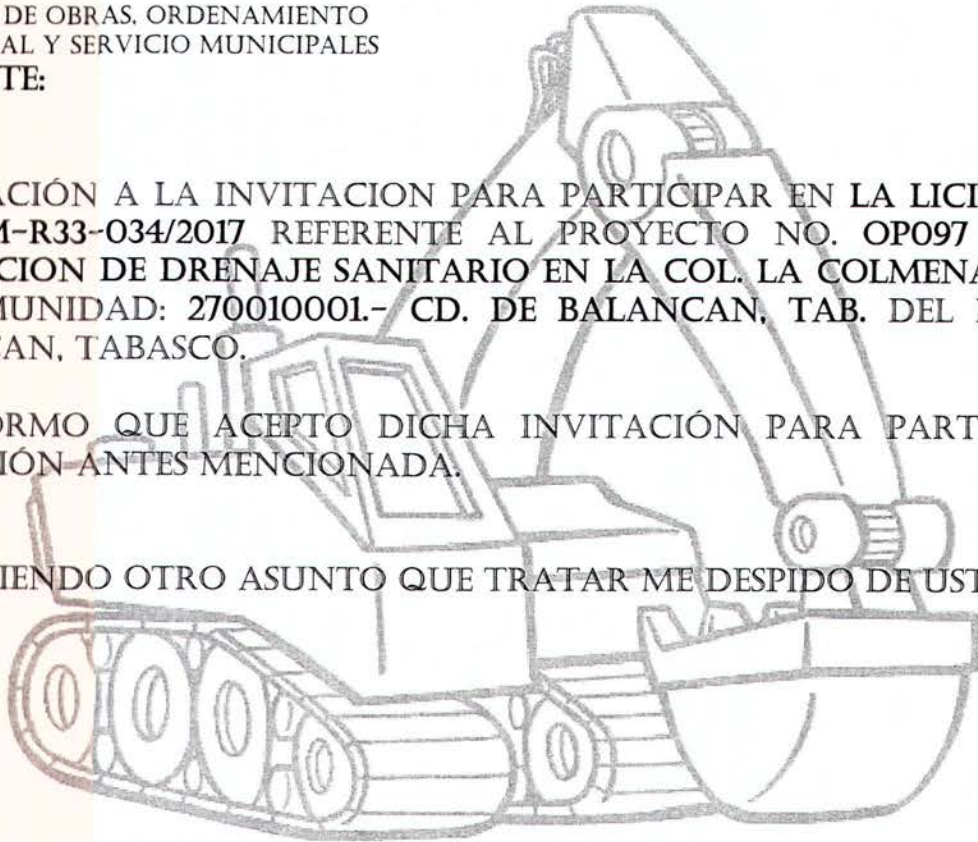 DE OBRAS, ORDENAMIENTO
AL Y SERVICIO MUNICIPALES
TE:
ACIÓN A LA INVITACION PARA PARTICIPAR EN LA LICI
M-R33-034/2017 REFERENTE AL PROYECTO NO. OP097
CION DE DRENAJE SANITARIO EN LA COL. LA COLMENA
MUNIDAD: 270010001.- CD. DE BALANCAN, TAB. DEL
CAN, TABASCO.
ORMO QUE ACEPTO DICHA INVITACIÓN PARA PART
IÓN ANTES MENCIONADA.
IENDO OTRO ASUNTO QUE TRATAR ME DESPIDO DE UST